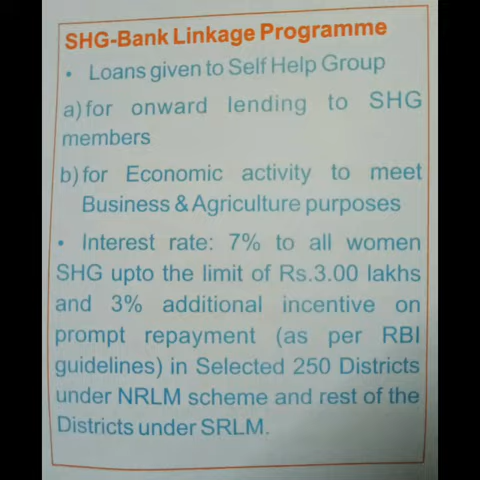 SHG-Bank Linkage Programme
• Loans given to Self Help Group
a) for onward lending to SHG
members
b) for Economic activity to meet
Business & Agriculture purposes
• Interest rate: 7% to all women
SHG upto the limit of Rs.3.00 lakhs
and 3% additional incentive on
prompt repayment (as per RBI
guidelines) in Selected 250 Districts
under NRLM scheme and rest of the
Districts under SRLM.